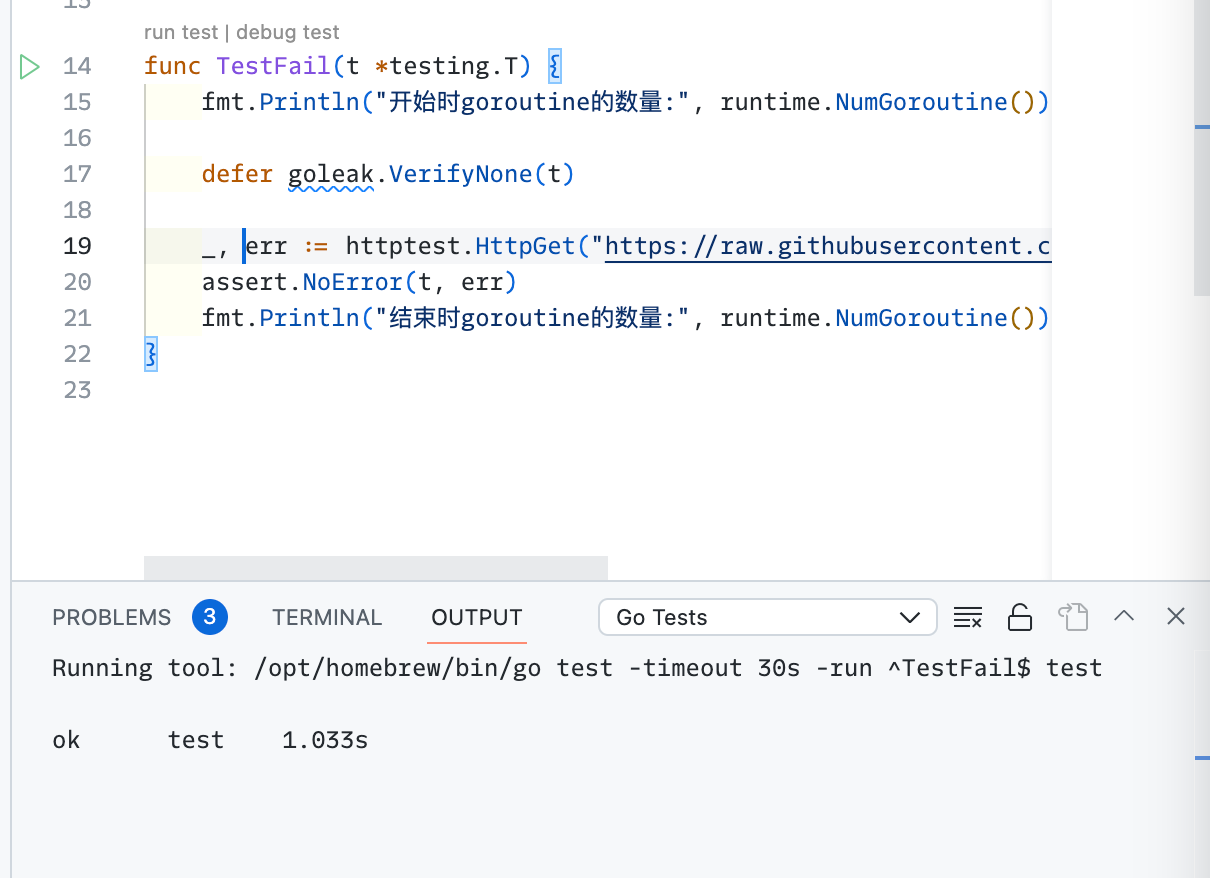 run test | debug test
14 func TestFail(t *testing.T) {
15 fmt.Println("开始时goroutine的数量:", runtime.NumGoroutine())
16
17 defer goleak.VerifyNone(t)
18
19 _, err := httptest.HttpGet("https://raw.githubusercontent.c
20 assert.NoError(t, err)
21 fmt.Println("结束时goroutine的数量:", runtime.NumGoroutine())
22 }
23
PROBLEMS 3 TERMINAL OUTPUT Go Tests
Running tool: /opt/homebrew/bin/go test -timeout 30s -run ^TestFail$ test
ok test 1.033s